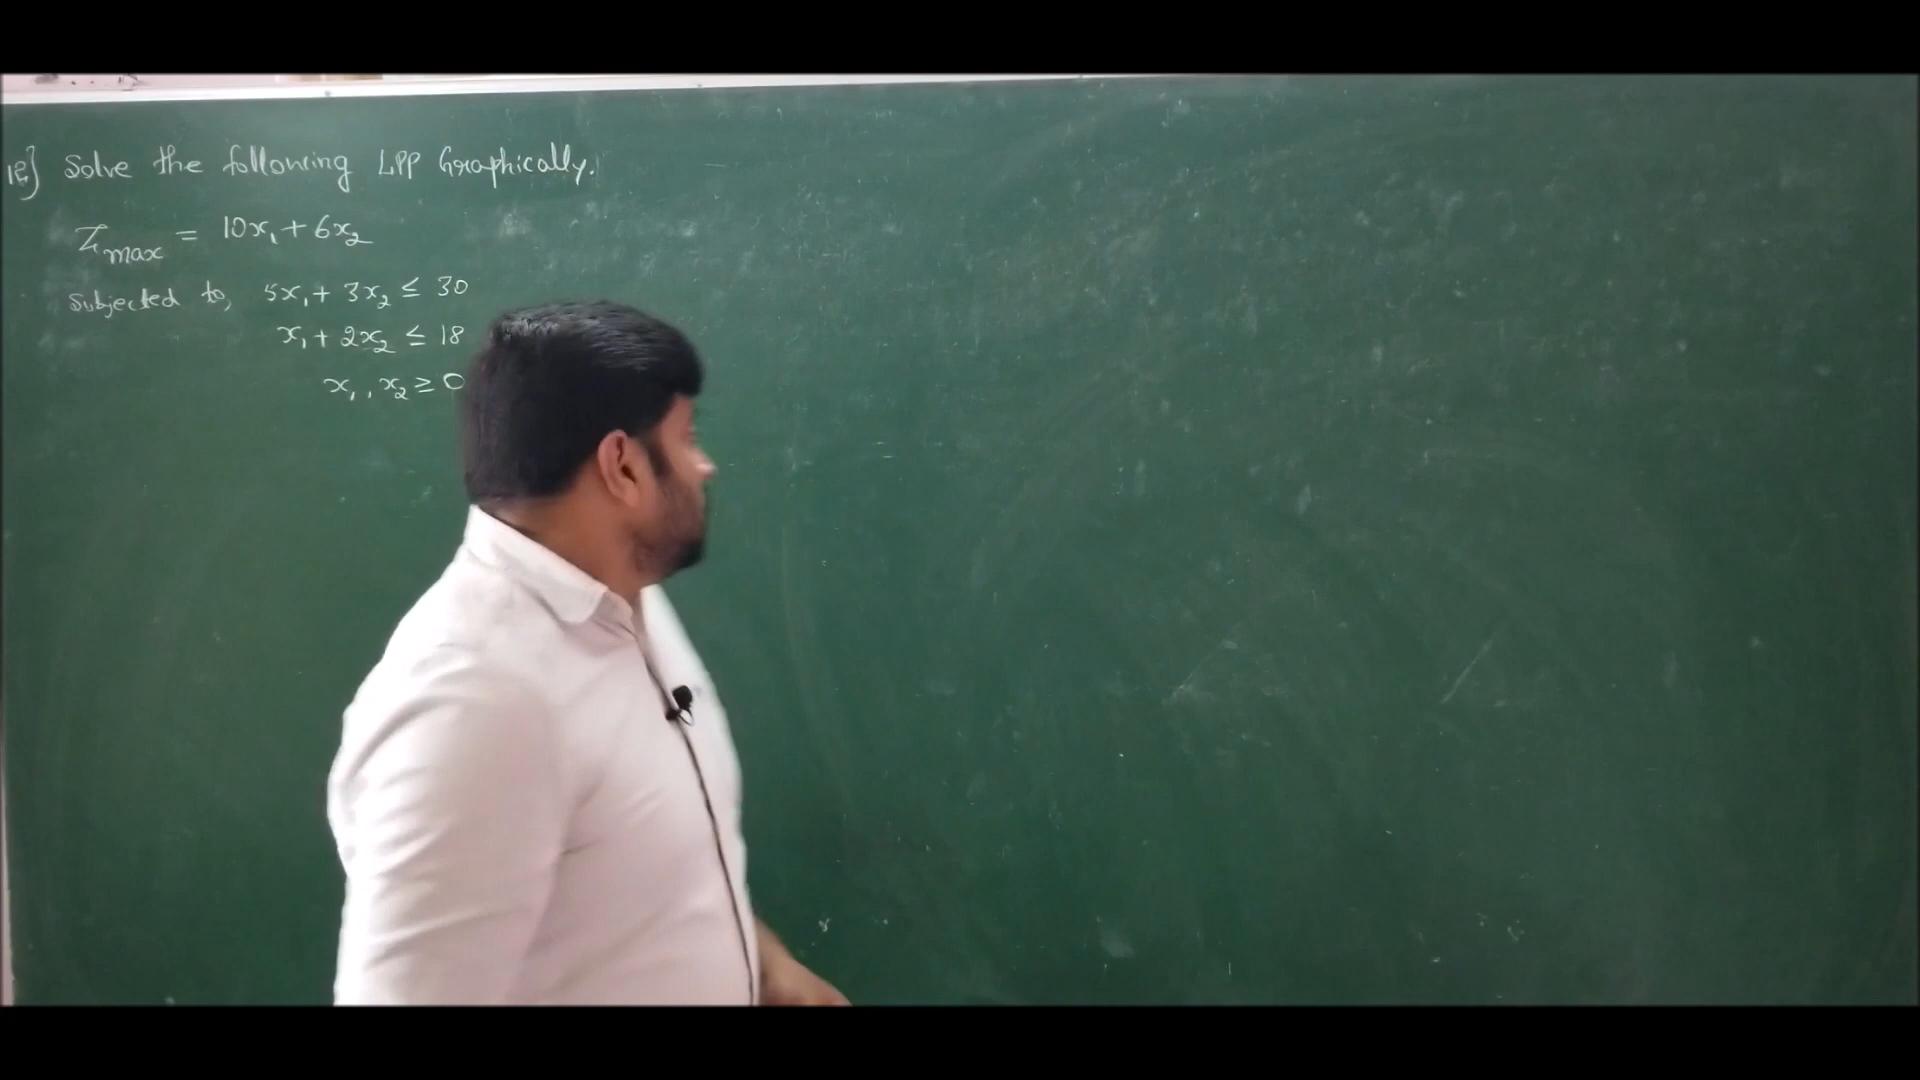 12] Solve the following LPP Graphically.
Zmax = 10x₁ + 6x₂
Subjected to, 5x₁ + 3x₂ ≤ 30
x₁ + 2x₂ ≤ 18
x₁, x₂ ≥ 0